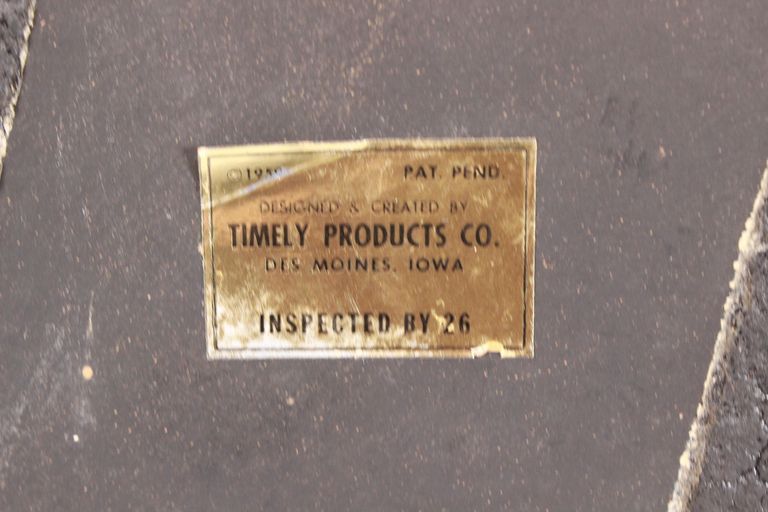 PAT. PEND.
DESIGNED & CREATED BY
TIMELY PRODUCTS CO.
DES MOINES, IOWA
INSPECTED BY 26